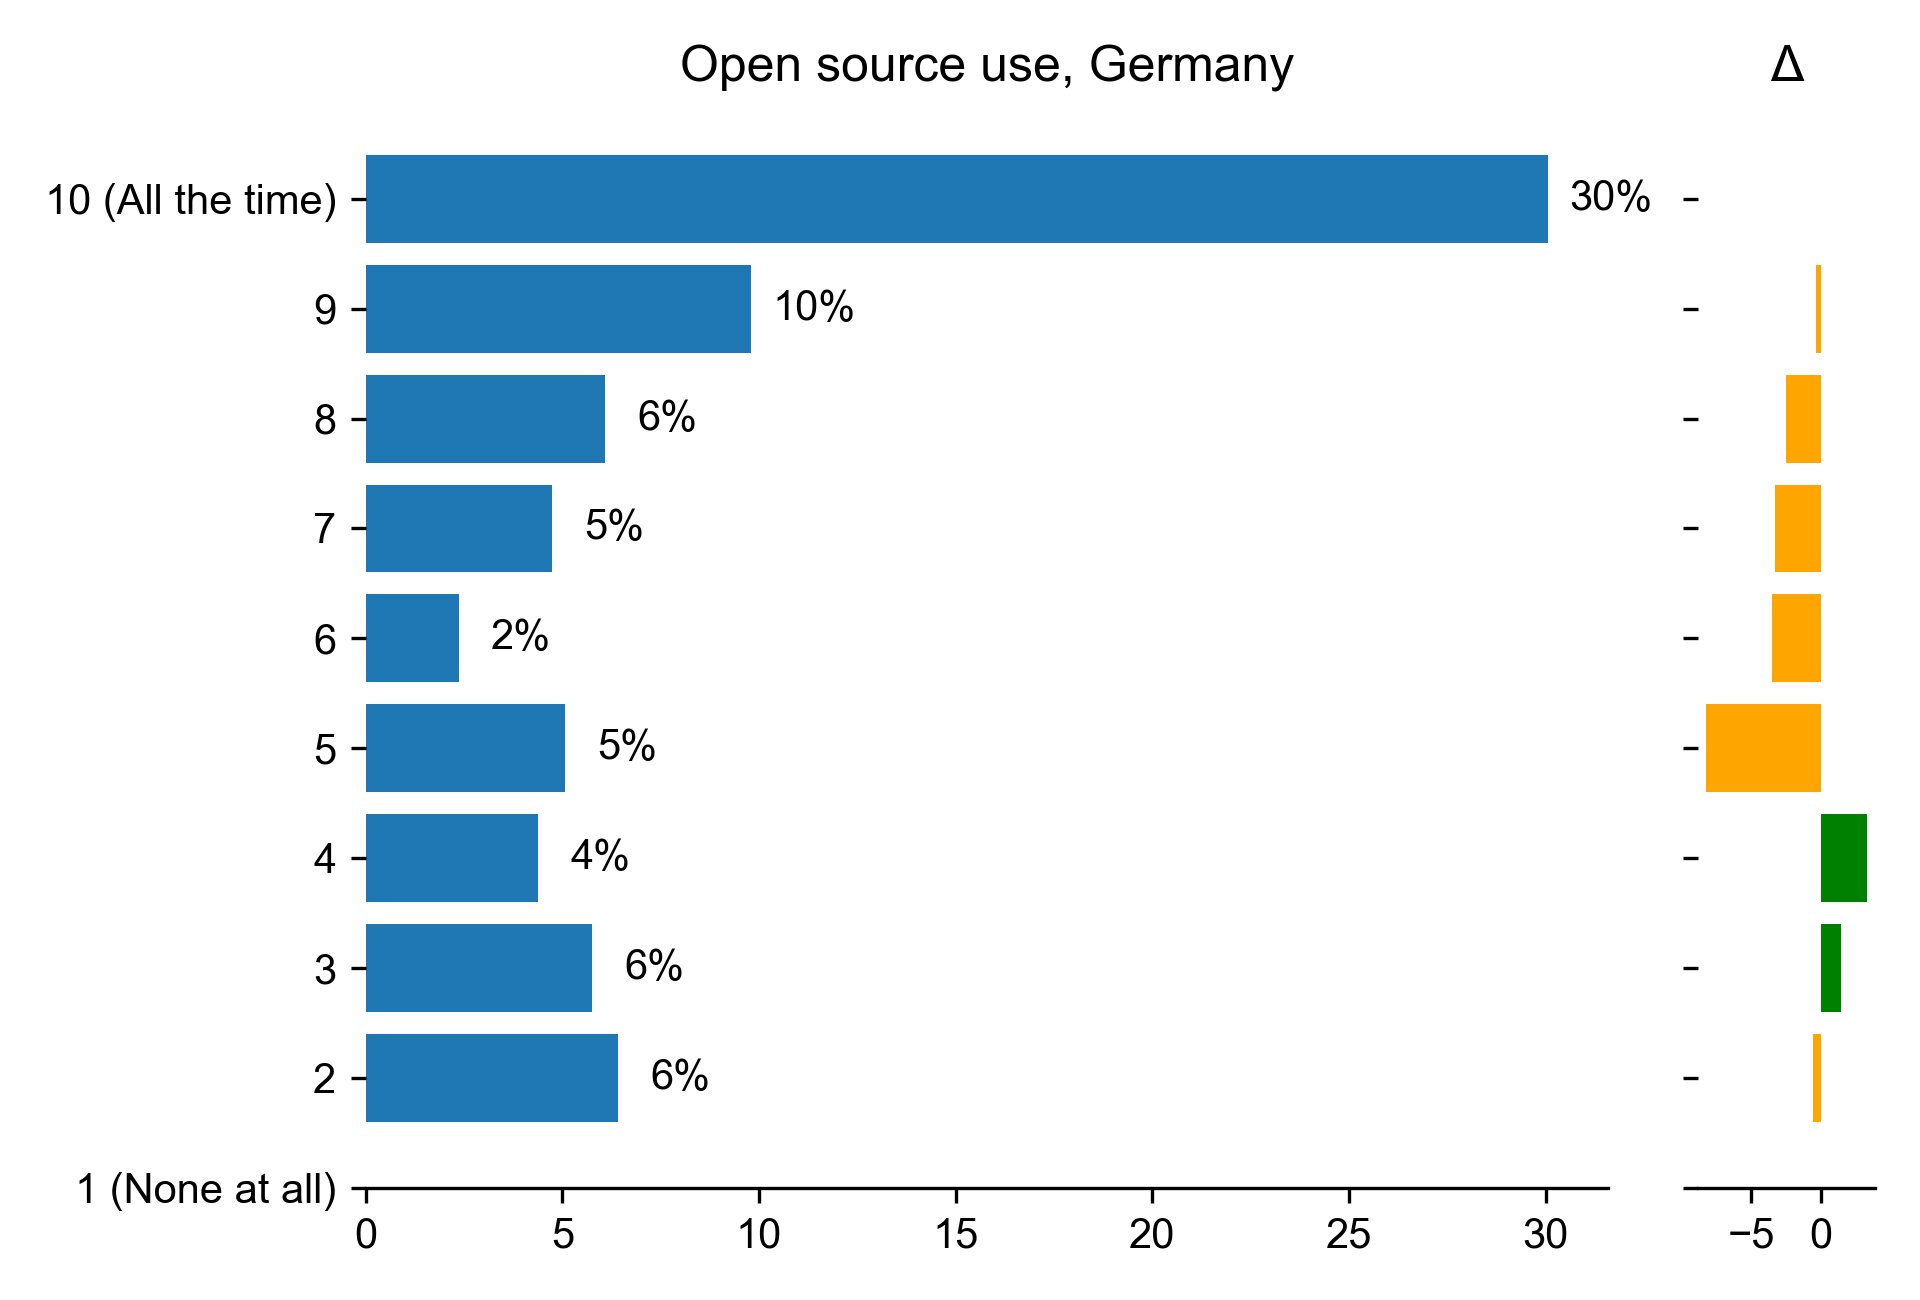 Open source use, Germany Δ
10 (All the time) 30%
9 10%
8 6%
7 5%
6 2%
5 5%
4 4%
3 6%
2 6%
1 (None at all)
0 5 10 15 20 25 30 −5 0